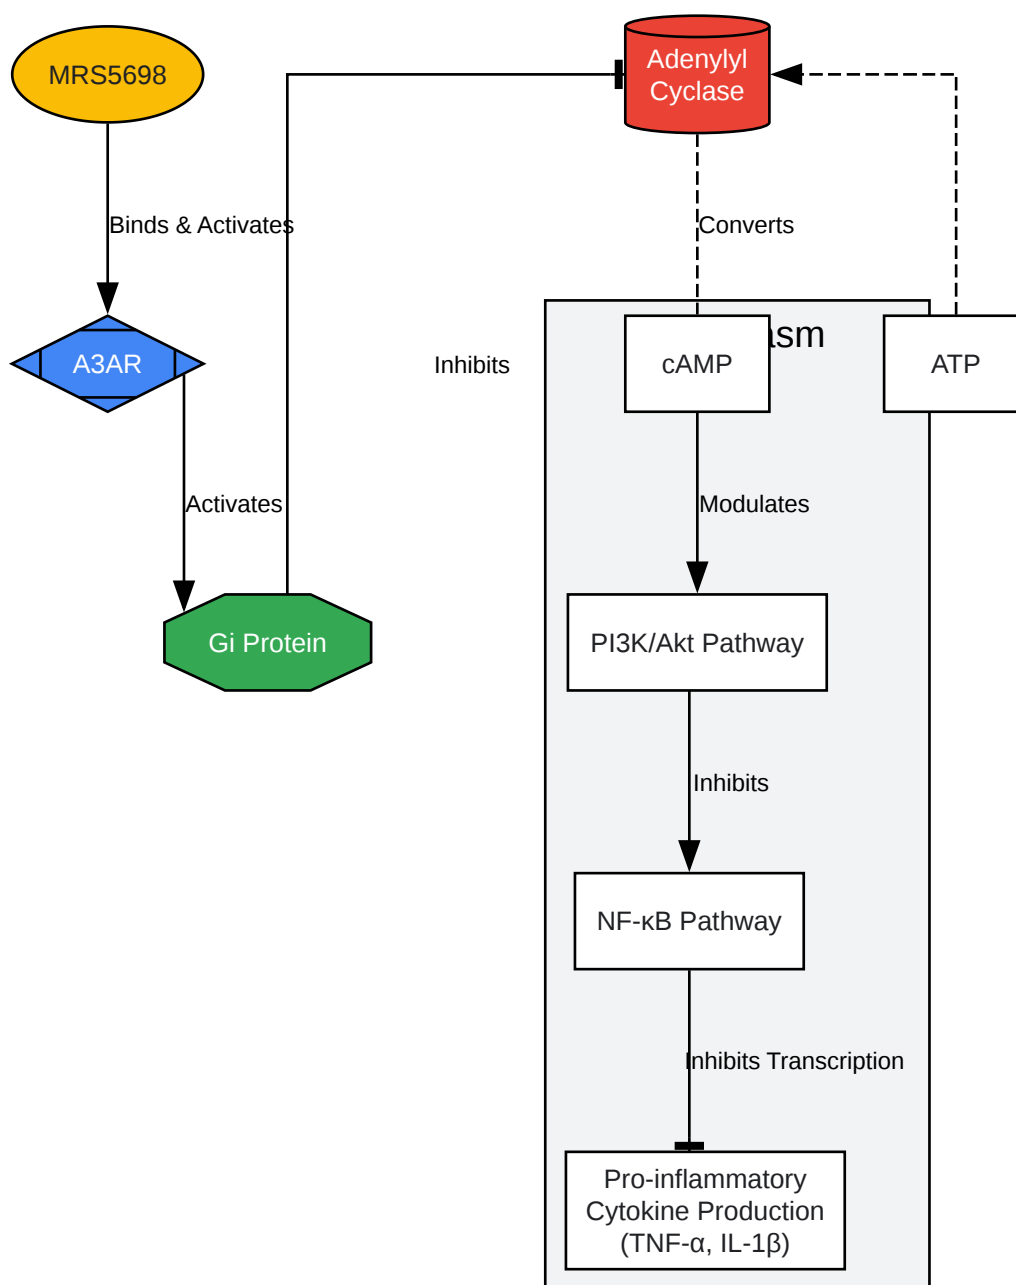 MRS5698
Adenylyl
Cyclase
Binds & Activates
Converts
A3AR
Inhibits
cAMP
ATP
Activates
Modulates
Gi Protein
PI3K/Akt Pathway
Inhibits
NF-κB Pathway
Inhibits Transcription
Pro-inflammatory
Cytokine Production
(TNF-α, IL-1β)